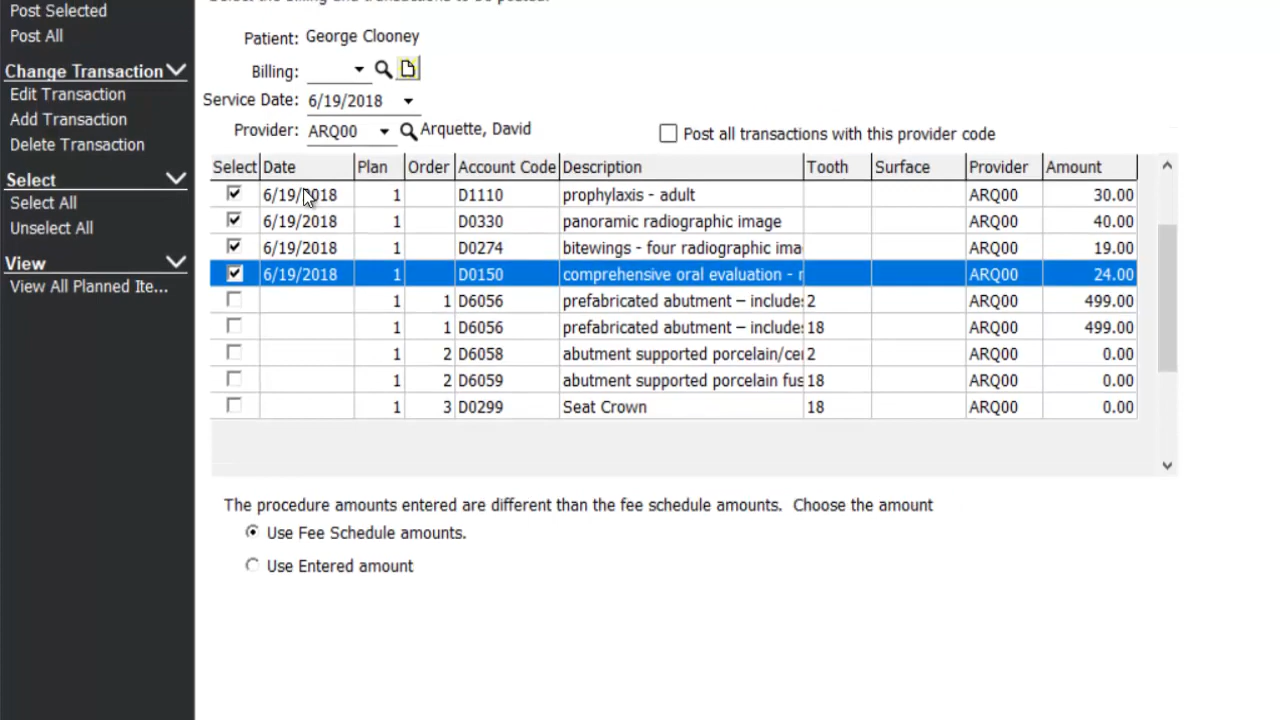 Post Selected
Post All
Change Transaction
Edit Transaction
Add Transaction
Delete Transaction
Select
Select All
Unselect All
View
View All Planned Ite...
Patient: George Clooney
Billing:
Service Date: 6/19/2018
Provider: ARQ00 Arquette, David
Post all transactions with this provider code
Select Date Plan Order Account Code Description Tooth Surface Provider Amount
6/19/2018 1 D1110 prophylaxis - adult ARQ00 30.00
6/19/2018 1 D0330 panoramic radiographic image ARQ00 40.00
6/19/2018 1 D0274 bitewings - four radiographic ima ARQ00 19.00
6/19/2018 1 D0150 comprehensive oral evaluation - ARQ00 24.00
1 1 D6056 prefabricated abutment – includes 2 ARQ00 499.00
1 1 D6056 prefabricated abutment – includes 18 ARQ00 499.00
1 2 D6058 abutment supported porcelain/cer 2 ARQ00 0.00
1 2 D6059 abutment supported porcelain fus 18 ARQ00 0.00
1 3 D0299 Seat Crown 18 ARQ00 0.00
The procedure amounts entered are different than the fee schedule amounts. Choose the amount
Use Fee Schedule amounts.
Use Entered amount